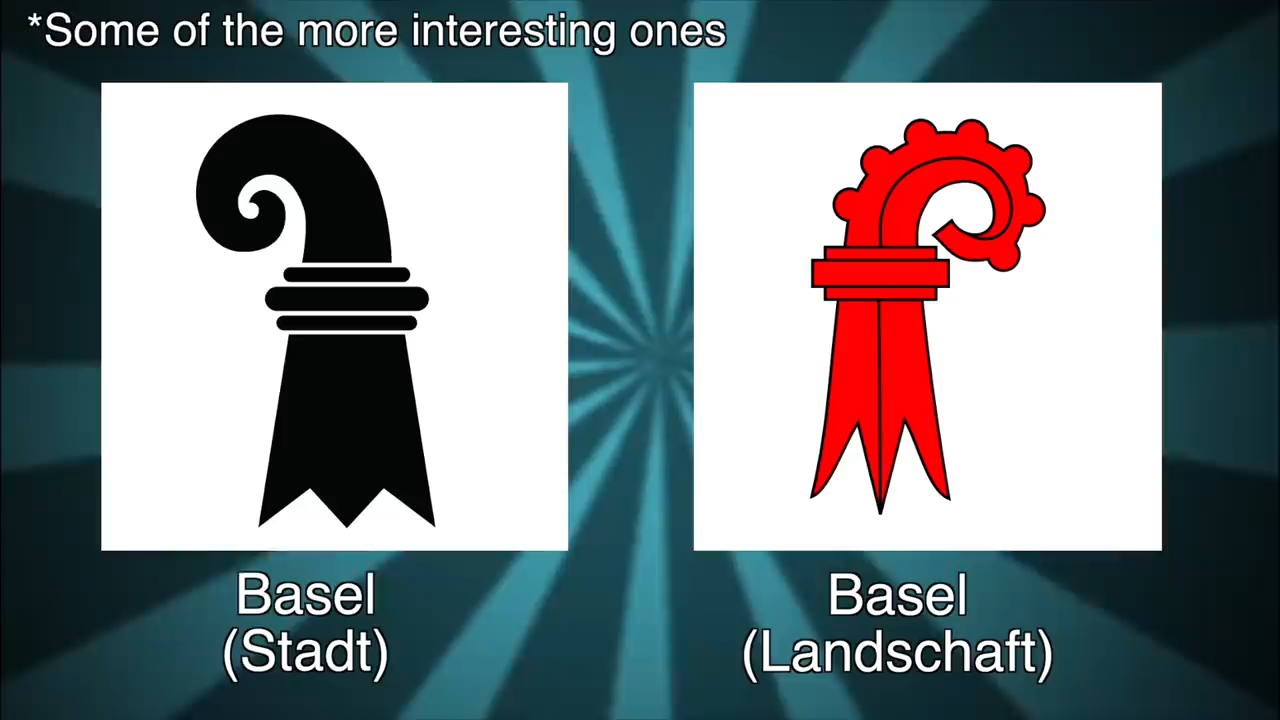 *Some of the more interesting ones
Basel
(Stadt)
Basel
(Landschaft)